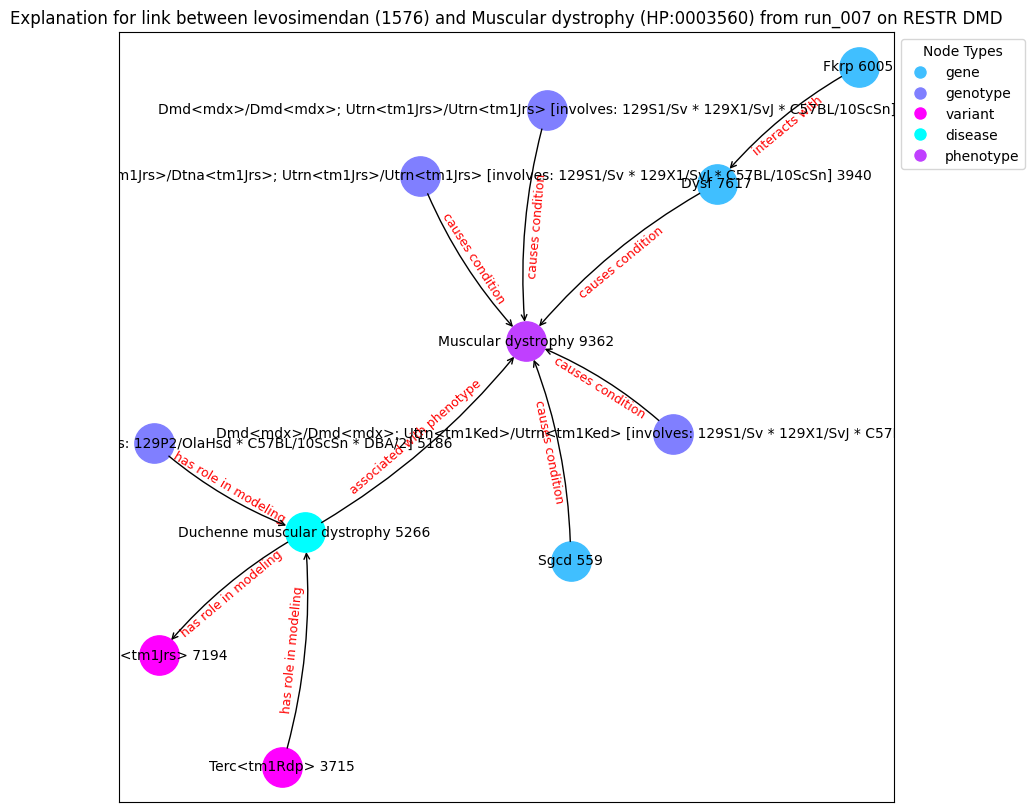 Explanation for link between levosimendan (1576) and Muscular dystrophy (HP:0003560) from run_007 on RESTR DMD
Node Types
gene
genotype
variant
disease
phenotype
Fkrp 6005
Dmd<mdx>/Dmd<mdx>; Utrn<tm1Jrs>/Utrn<tm1Jrs> [involves: 129S1/Sv * 129X1/SvJ * C57BL/10ScSn]
interacts with
m1Jrs>/Dtna<tm1Jrs>; Utrn<tm1Jrs>/Utrn<tm1Jrs> [involves: 129S1/Sv * 129X1/SvJ * C57BL/10ScSn] 3940
Dysf 7617
causes condition
causes condition
causes condition
Muscular dystrophy 9362
causes condition
associated with phenotype
causes condition
Dmd<mdx>/Dmd<mdx>; Utrn<tm1Ked>/Utrn<tm1Ked> [involves: 129S1/Sv * 129X1/SvJ * C57
s: 129P2/OlaHsd * C57BL/10ScSn * DBA/2] 5186
has role in modeling
Duchenne muscular dystrophy 5266
Sgcd 559
has role in modeling
has role in modeling
<tm1Jrs> 7194
Terc<tm1Rdp> 3715